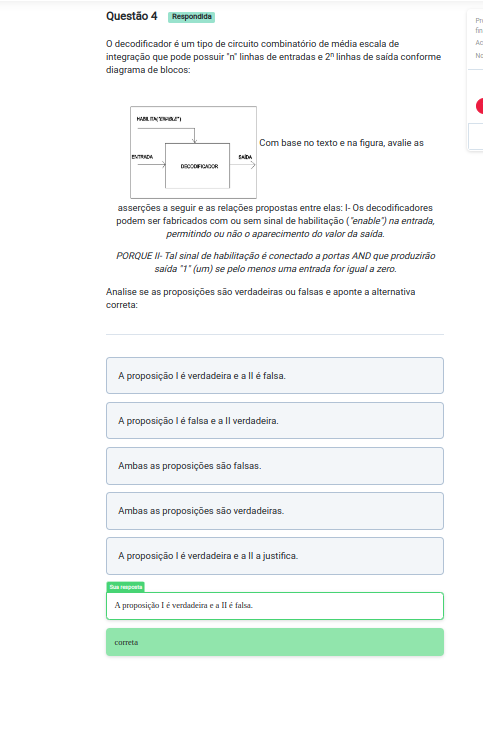 Questão 4 Respondida
O decodificador é um tipo de circuito combinatório de média escala de
integração que pode possuir "n" linhas de entradas e 2ⁿ linhas de saída conforme
diagrama de blocos:
HABILITA("ENABLE")
ENTRADA
DECODIFICADOR
SAÍDA
Com base no texto e na figura, avalie as
asserções a seguir e as relações propostas entre elas: I- Os decodificadores
podem ser fabricados com ou sem sinal de habilitação ("enable") na entrada,
permitindo ou não o aparecimento do valor da saída.
PORQUE II- Tal sinal de habilitação é conectado a portas AND que produzirão
saída "1" (um) se pelo menos uma entrada for igual a zero.
Analise se as proposições são verdadeiras ou falsas e aponte a alternativa
correta:
A proposição I é verdadeira e a II é falsa.
A proposição I é falsa e a II verdadeira.
Ambas as proposições são falsas.
Ambas as proposições são verdadeiras.
A proposição I é verdadeira e a II a justifica.
Sua resposta
A proposição I é verdadeira e a II é falsa.
correta